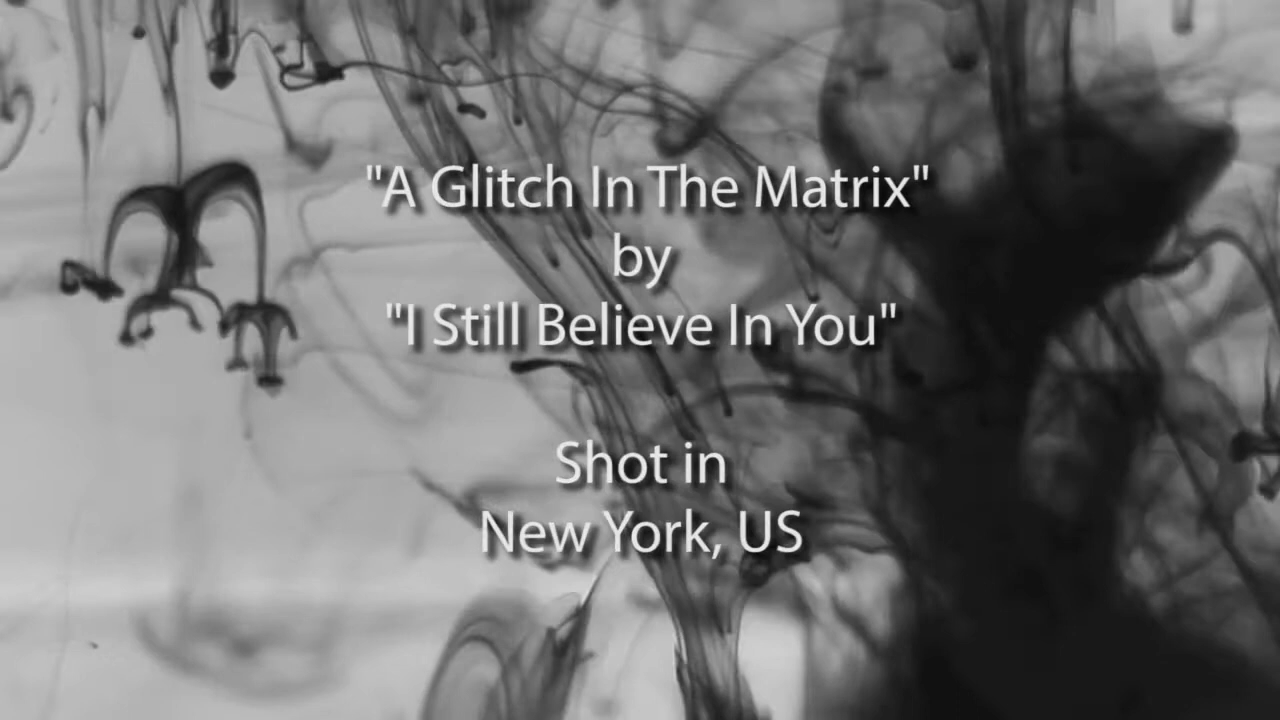 "A Glitch In The Matrix"
by
"I Still Believe In You"
Shot in
New York, US